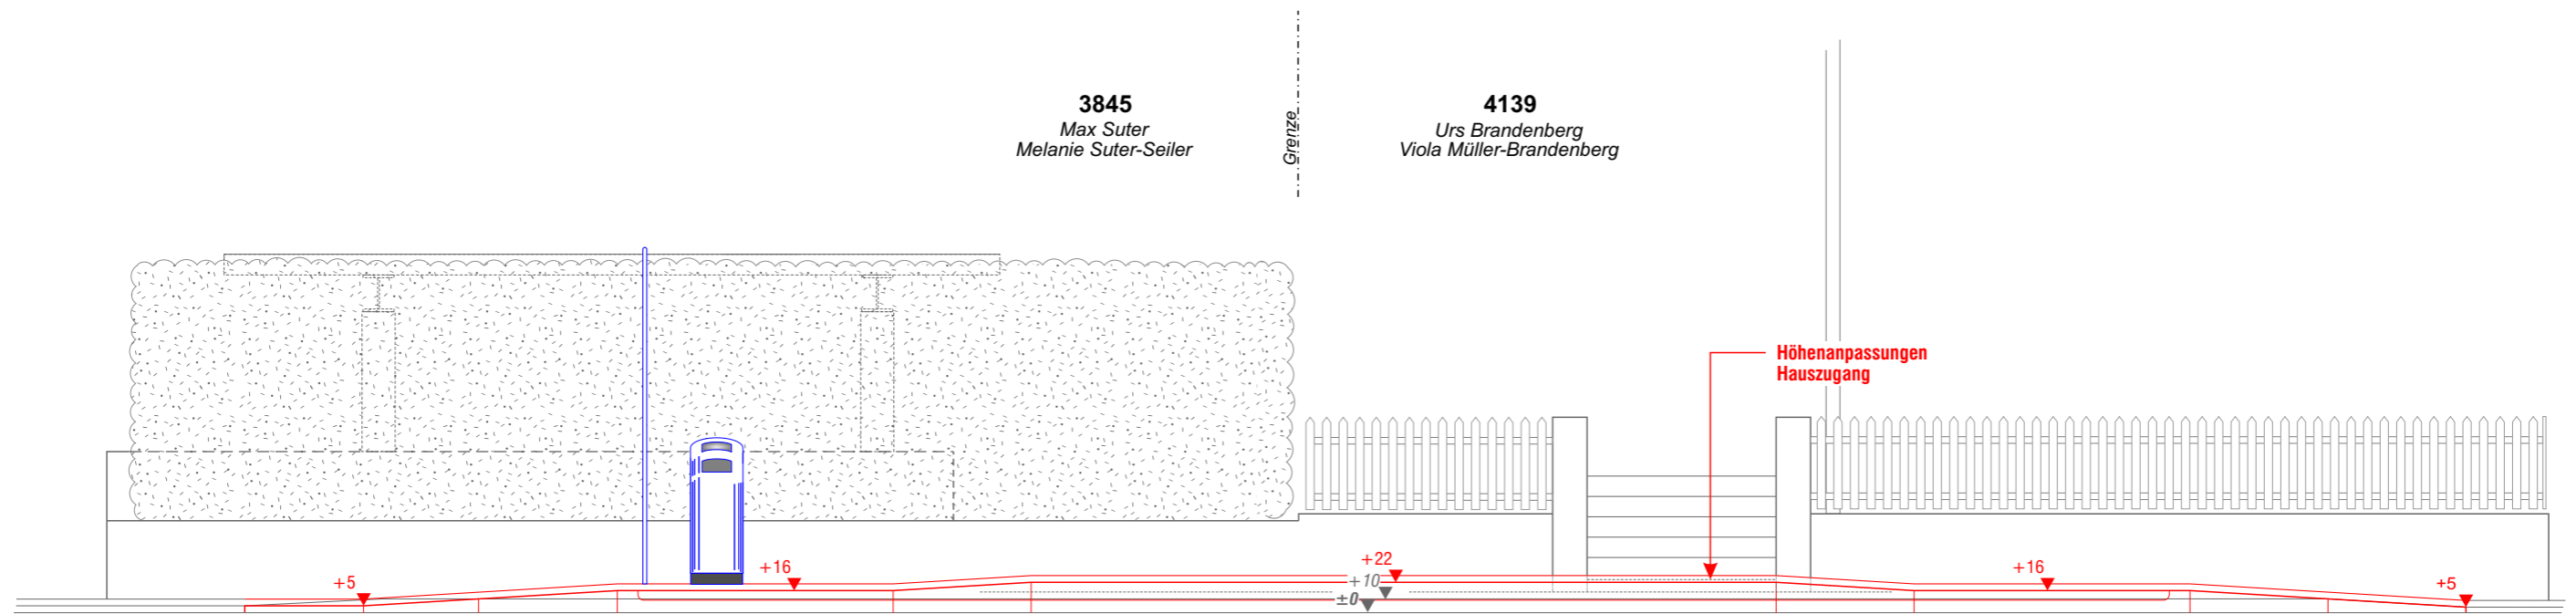 3845
Max Suter
Melanie Suter-Seiler
Grenze
4139
Urs Brandenberg
Viola Müller-Brandenberg
Höhenanpassungen
Hauszugang
+5
+16
+22
+10
±0
+16
+5